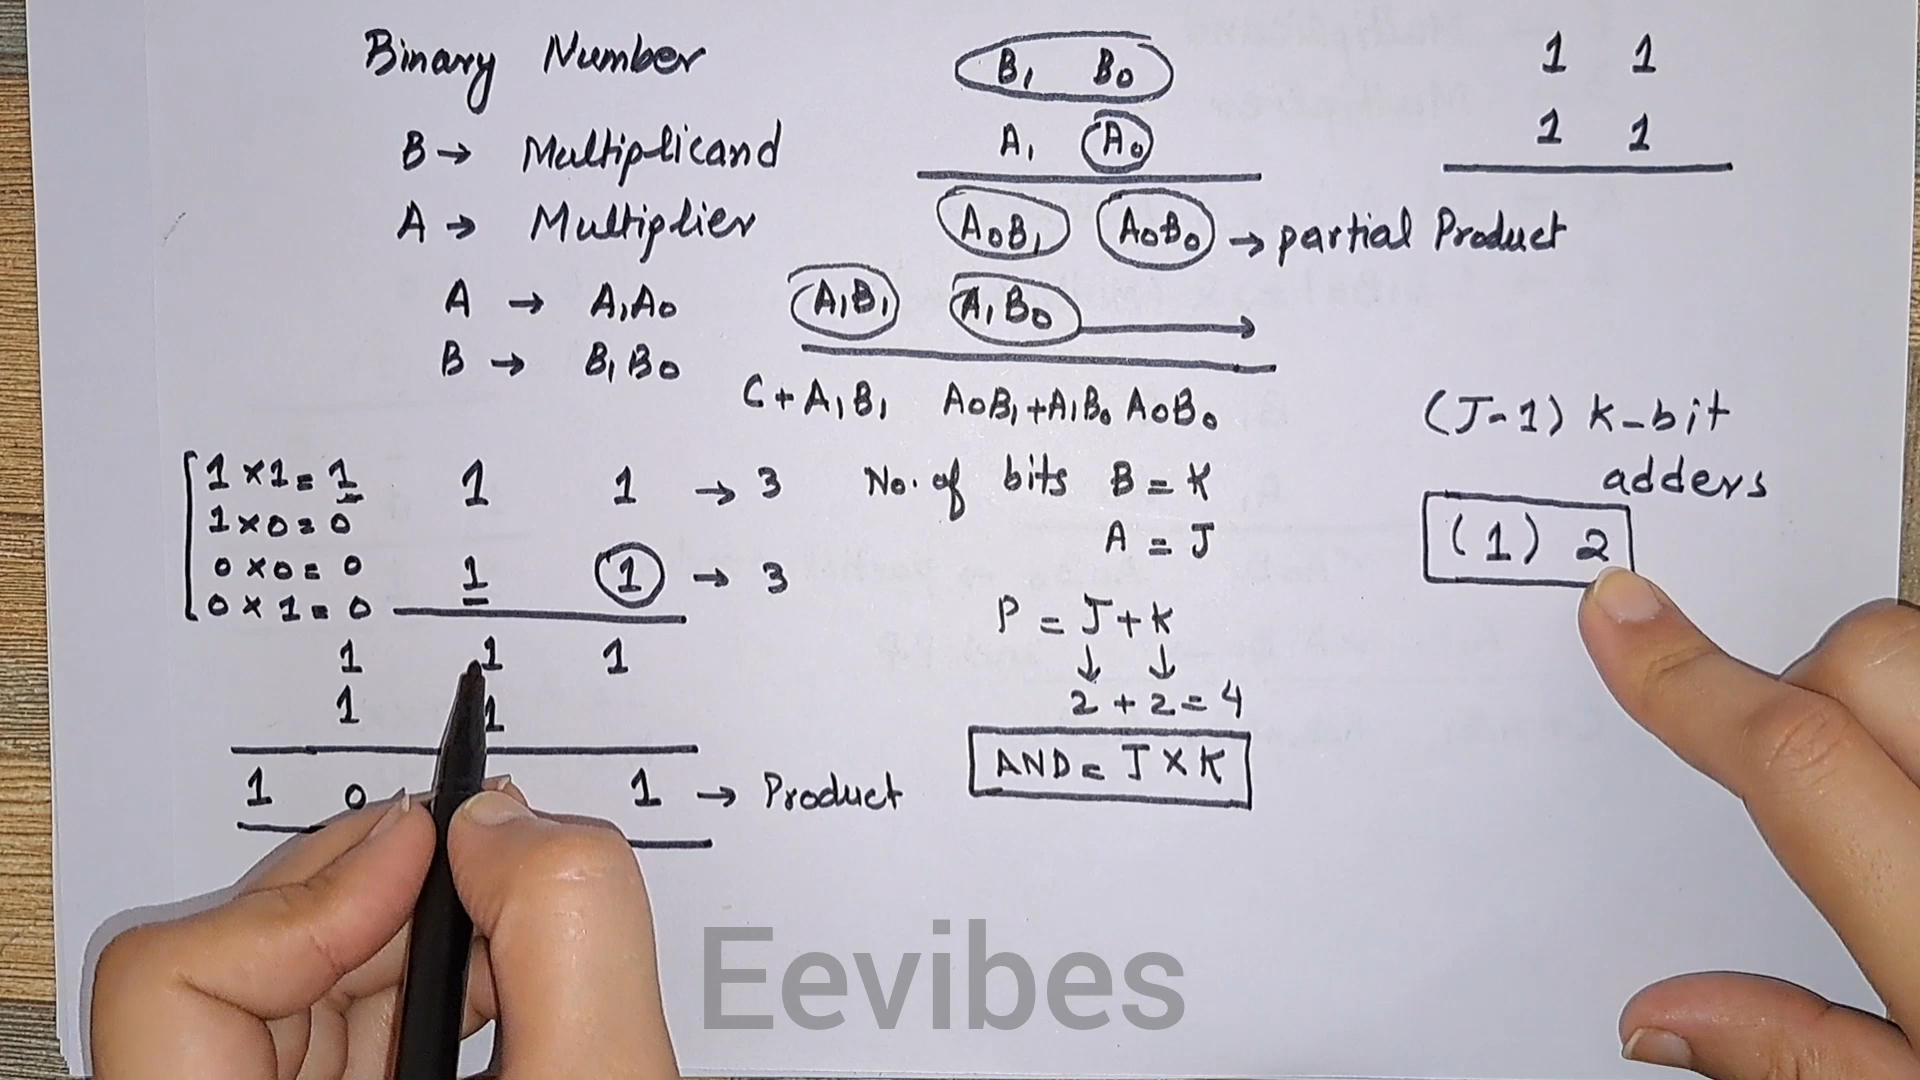 Binary Number
B → Multiplicand
A → Multiplier
A → A₁A₀
B → B₁B₀
B₁ B₀
A₁ A₀
A₀B₁ A₀B₀ → partial Product
A₁B₁ A₁B₀ →
C+A₁B₁ A₀B₁+A₁B₀ A₀B₀
1 1
1 1
1×1=1
1×0=0
0×0=0
0×1=0
1 1 → 3
1 1 → 3
1 1 1
1 1
1 0 1 → Product
No. of bits B = K
A = J
P = J+K
↓ ↓
2+2=4
AND = J×K
(J-1) K-bit
adders
(1) 2
Eevibes